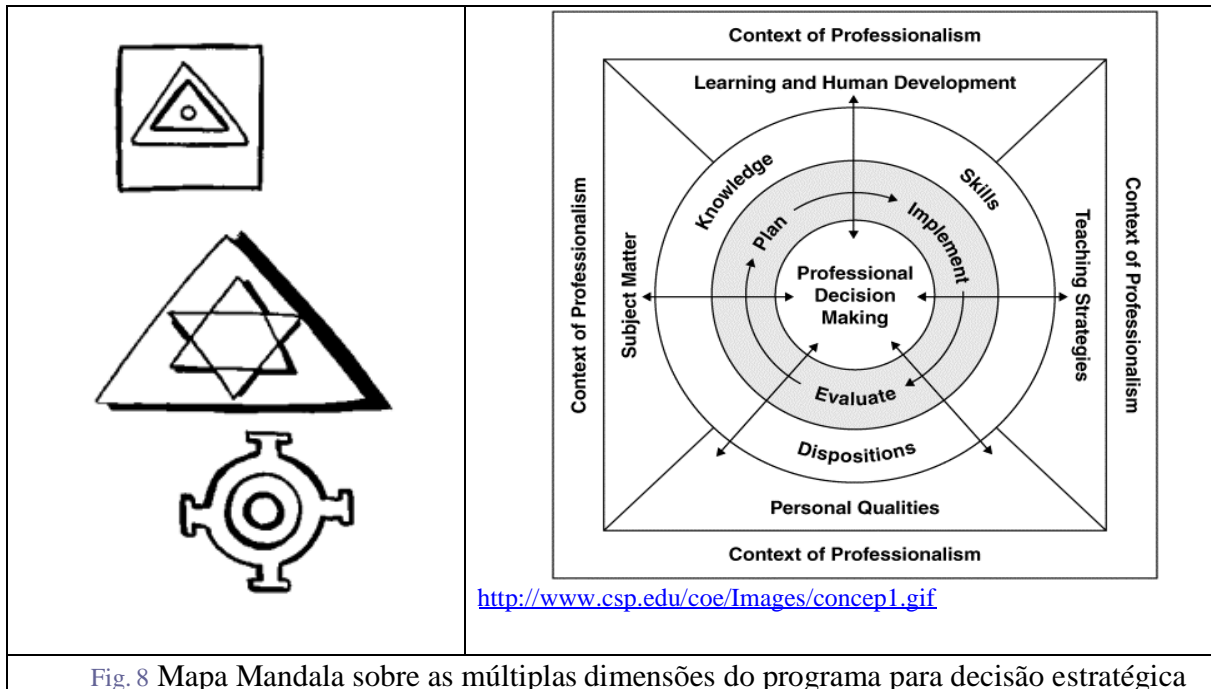 Context of Professionalism
Learning and Human Development
Knowledge
Skills
Plan
Implement
Context of Professionalism
Subject Matter
Professional
Decision
Making
Teaching Strategies
Context of Professionalism
Evaluate
Dispositions
Personal Qualities
Context of Professionalism
http://www.csp.edu/coe/Images/concep1.gif
Fig. 8 Mapa Mandala sobre as múltiplas dimensões do programa para decisão estratégica